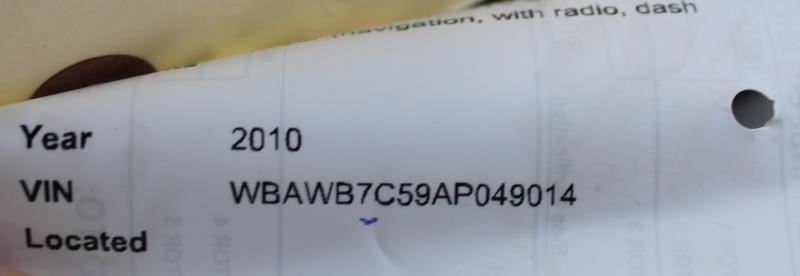 (navigation, with radio, dash
Year 2010
VIN WBAWB7C59AP049014
Located